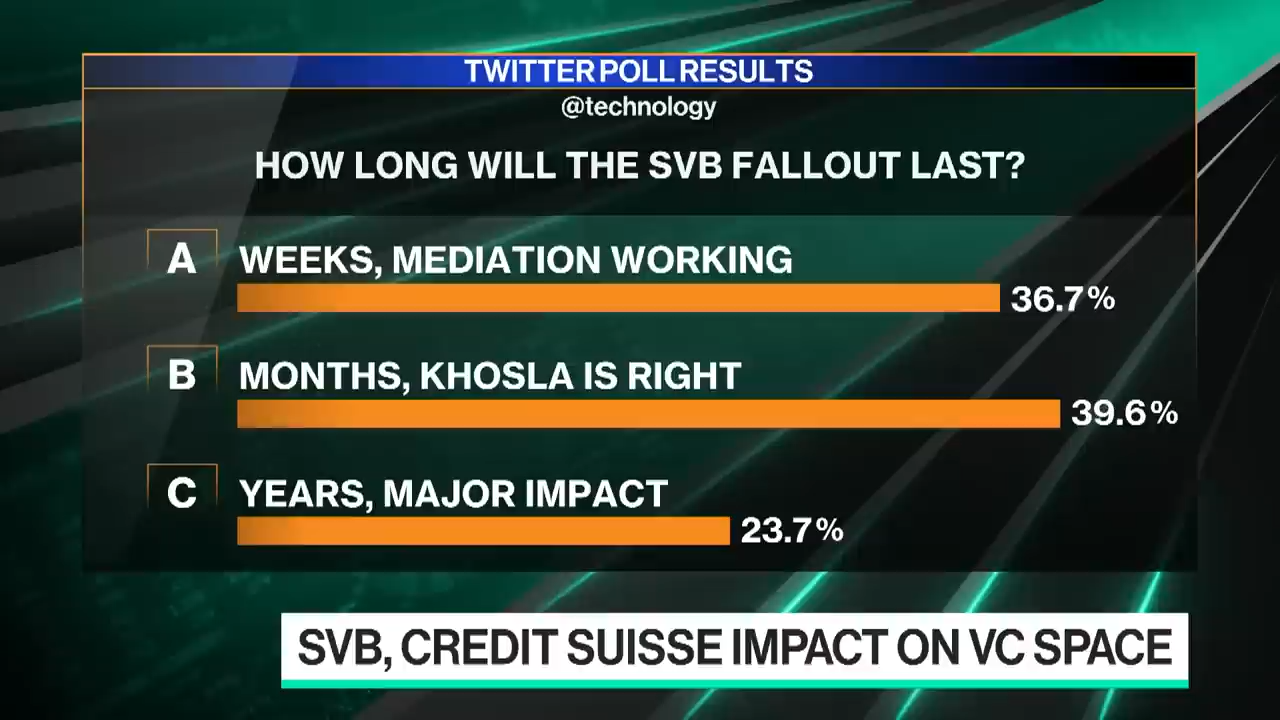 TWITTER POLL RESULTS
@technology
HOW LONG WILL THE SVB FALLOUT LAST?
A WEEKS, MEDIATION WORKING
36.7%
B MONTHS, KHOSLA IS RIGHT
39.6%
C YEARS, MAJOR IMPACT
23.7%
SVB, CREDIT SUISSE IMPACT ON VC SPACE